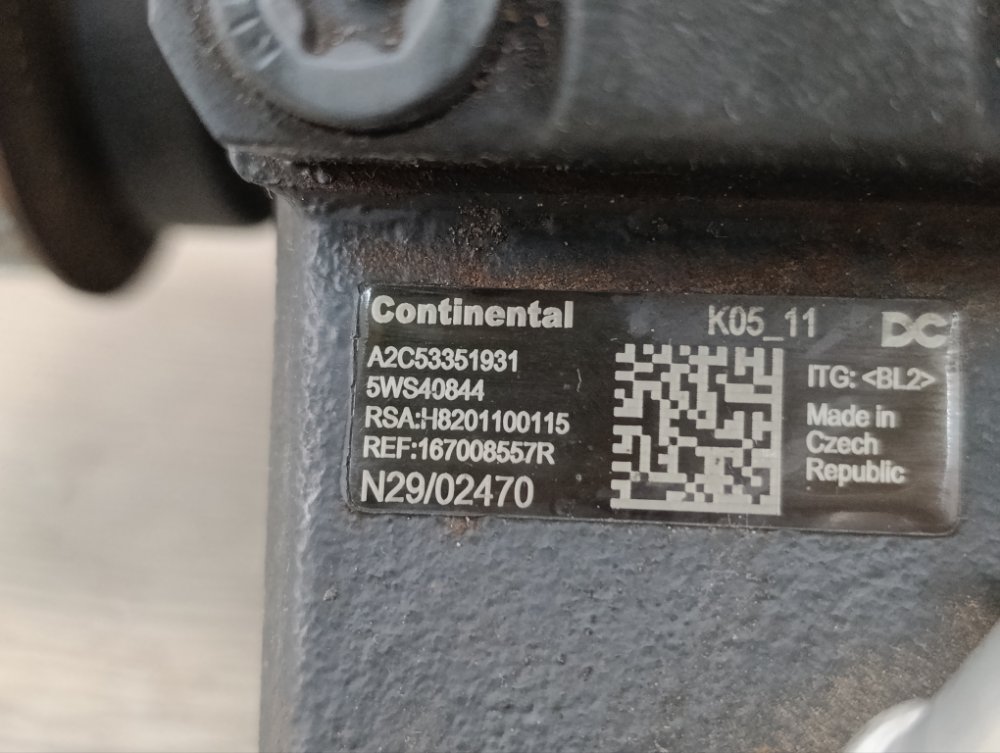 Continental
K05_11
DC
A2C53351931
5WS40844
RSA:H8201100115
REF:167008557R
N29/02470
ITG: <BL2>
Made in
Czech
Republic